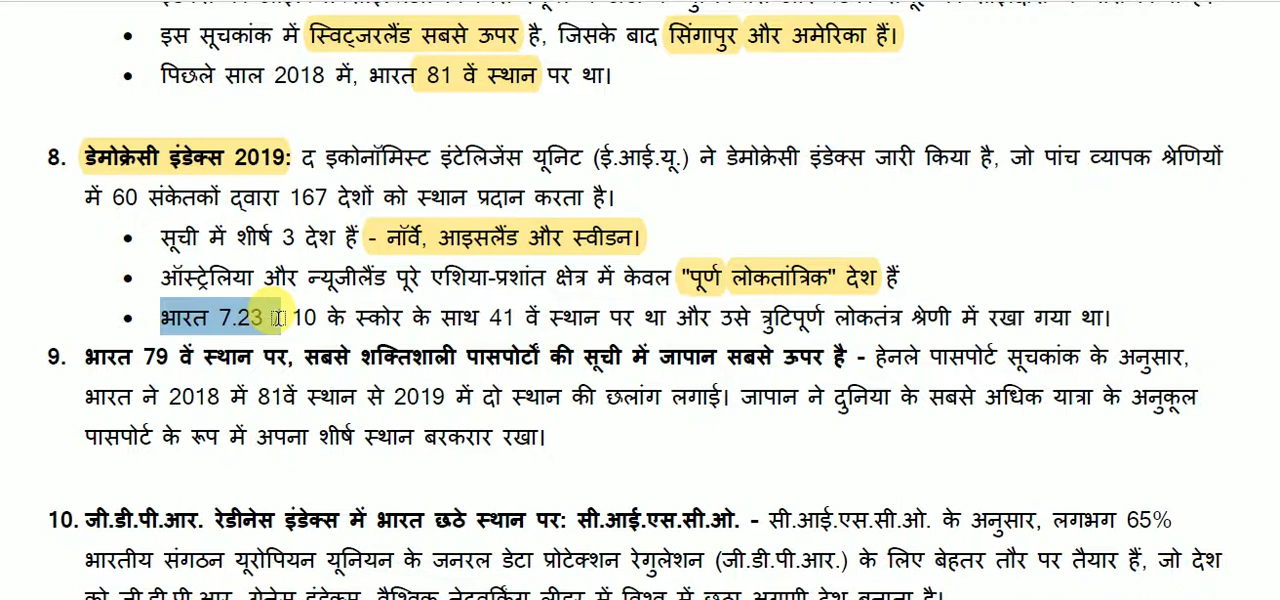 इस सूचकांक में स्विट्जरलैंड सबसे ऊपर है, जिसके बाद सिंगापुर और अमेरिका हैं।
पिछले साल 2018 में, भारत 81 वें स्थान पर था।
8. डेमोक्रेसी इंडेक्स 2019: द इकोनॉमिस्ट इंटेलिजेंस यूनिट (ई.आई.यू.) ने डेमोक्रेसी इंडेक्स जारी किया है, जो पांच व्यापक श्रेणियों
में 60 संकेतकों द्वारा 167 देशों को स्थान प्रदान करता है।
सूची में शीर्ष 3 देश हैं - नॉर्वे, आइसलैंड और स्वीडन।
ऑस्ट्रेलिया और न्यूजीलैंड पूरे एशिया-प्रशांत क्षेत्र में केवल "पूर्ण लोकतांत्रिक" देश हैं
भारत 7.23 10 के स्कोर के साथ 41 वें स्थान पर था और उसे त्रुटिपूर्ण लोकतंत्र श्रेणी में रखा गया था।
9. भारत 79 वें स्थान पर, सबसे शक्तिशाली पासपोर्टों की सूची में जापान सबसे ऊपर है - हेनले पासपोर्ट सूचकांक के अनुसार,
भारत ने 2018 में 81वें स्थान से 2019 में दो स्थान की छलांग लगाई। जापान ने दुनिया के सबसे अधिक यात्रा के अनुकूल
पासपोर्ट के रूप में अपना शीर्ष स्थान बरकरार रखा।
10. जी.डी.पी.आर. रेडीनेस इंडेक्स में भारत छठे स्थान पर: सी.आई.एस.सी.ओ. - सी.आई.एस.सी.ओ. के अनुसार, लगभग 65%
भारतीय संगठन यूरोपियन यूनियन के जनरल डेटा प्रोटेक्शन रेगुलेशन (जी.डी.पी.आर.) के लिए बेहतर तौर पर तैयार हैं, जो देश